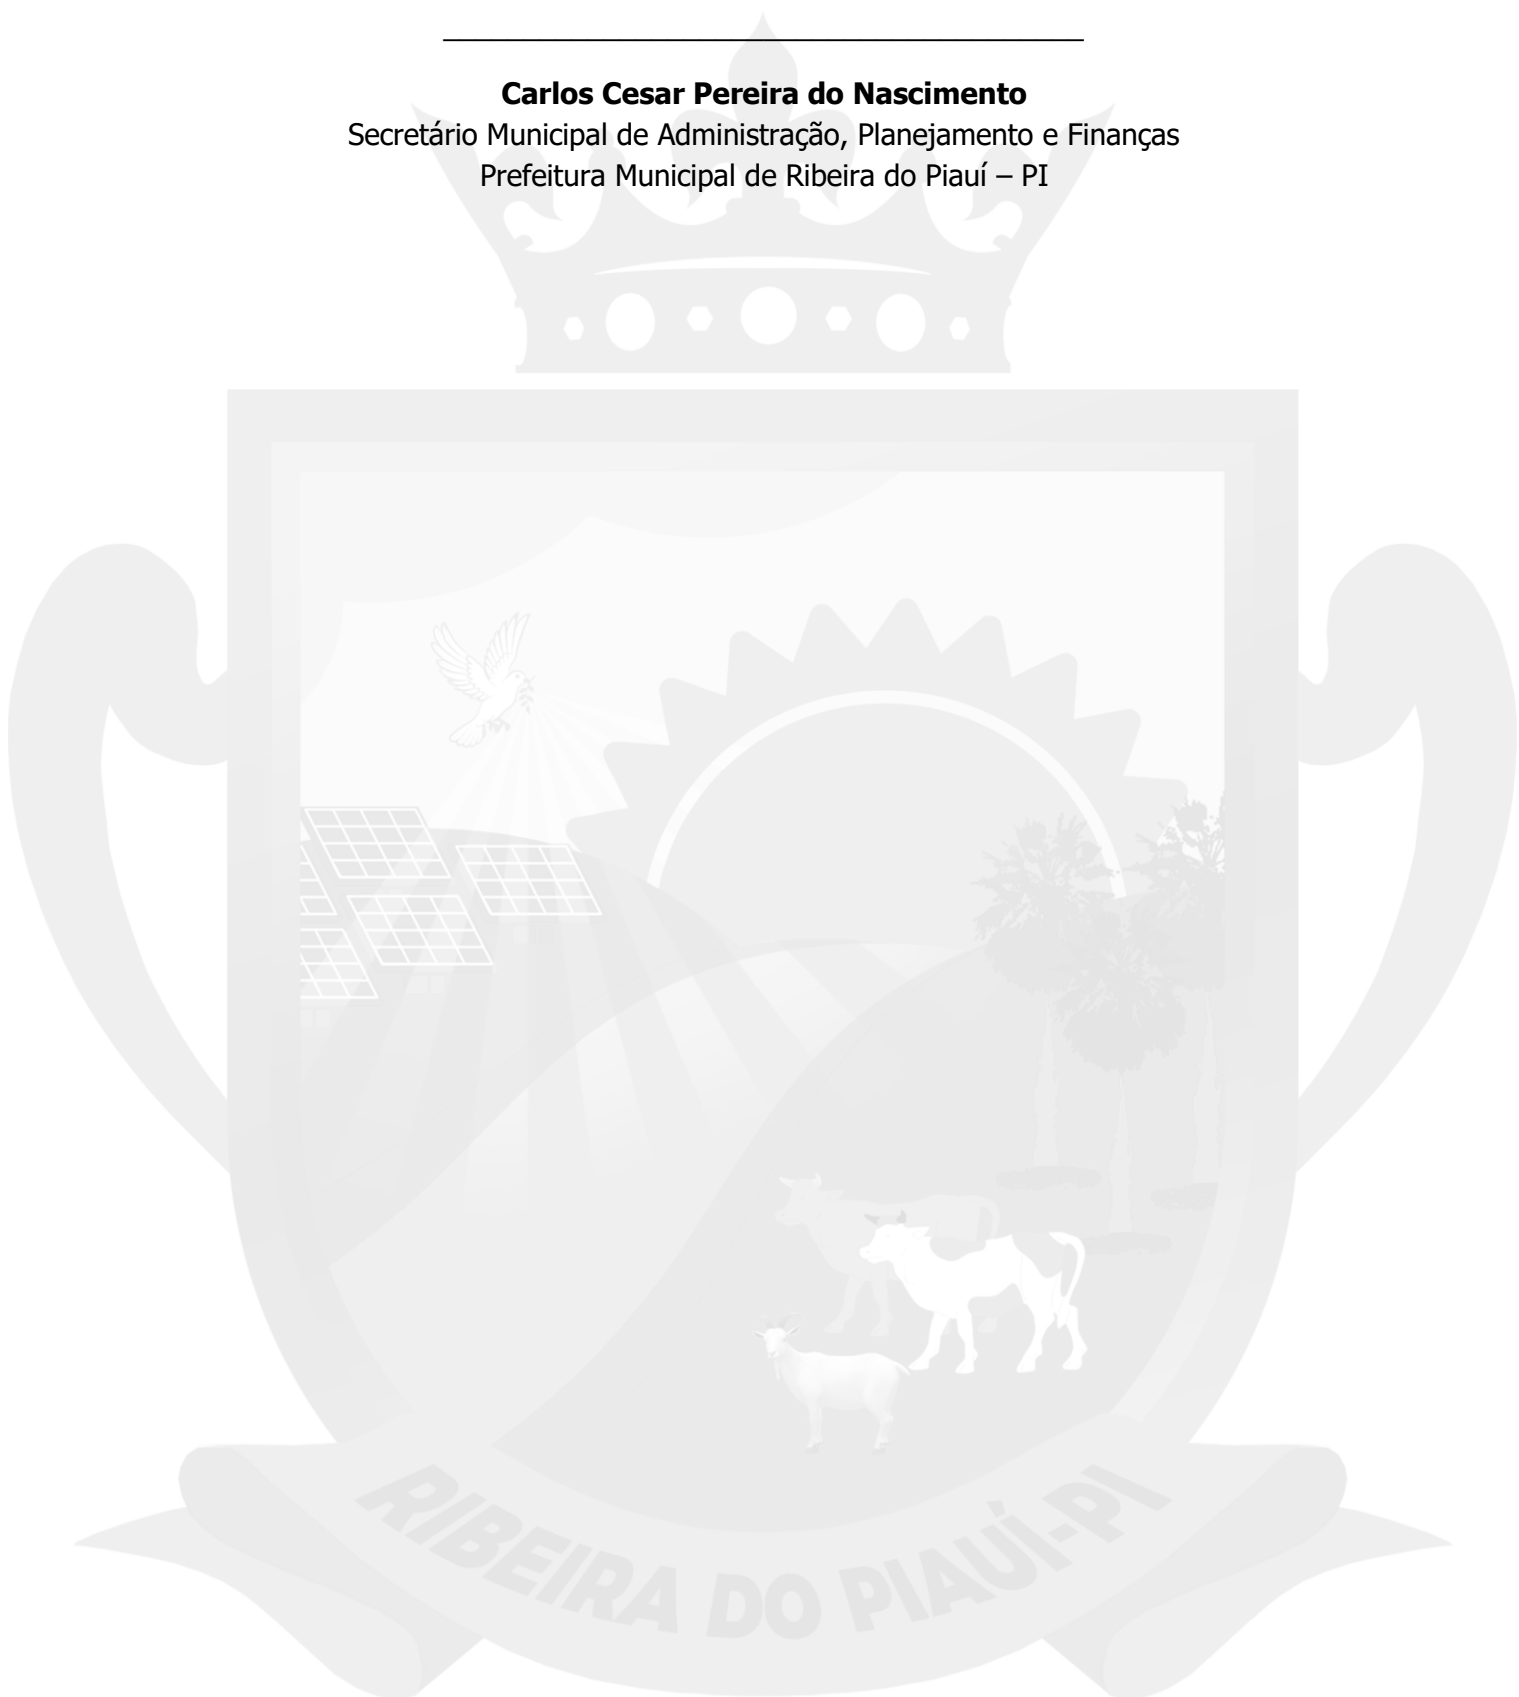 Carlos Cesar Pereira do Nascimento
Secretário Municipal de Administração, Planejamento e Finanças
Prefeitura Municipal de Ribeira do Piauí – PI
RIBEIRA DO PIAUÍ-PI